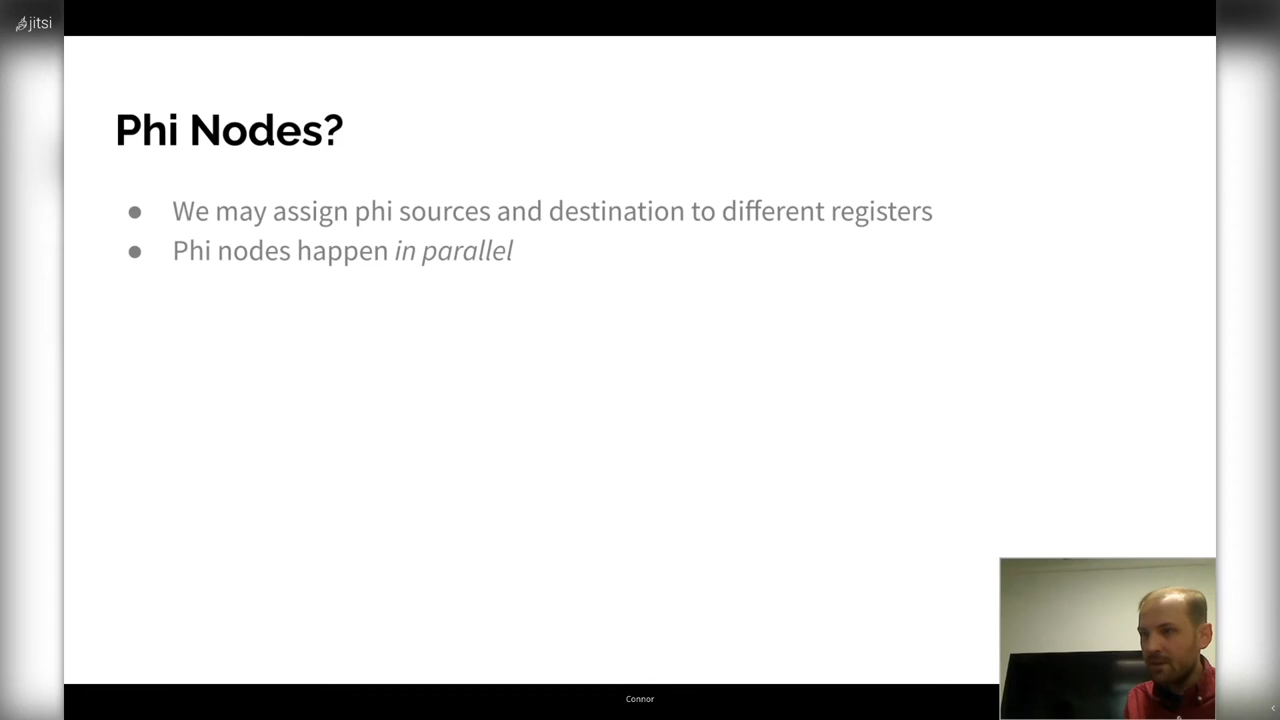 jitsi
Phi Nodes?
● We may assign phi sources and destination to different registers
● Phi nodes happen in parallel
Connor